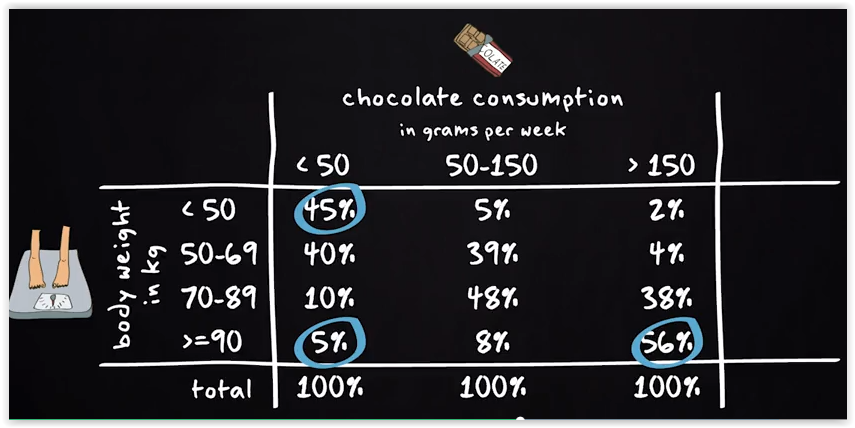 OLATE
chocolate consumption
in grams per week
< 50 50-150 > 150
body weight
in kg
< 50 45% 5% 2%
50-69 40% 39% 4%
70-89 10% 48% 38%
>=90 5% 8% 56%
total 100% 100% 100%